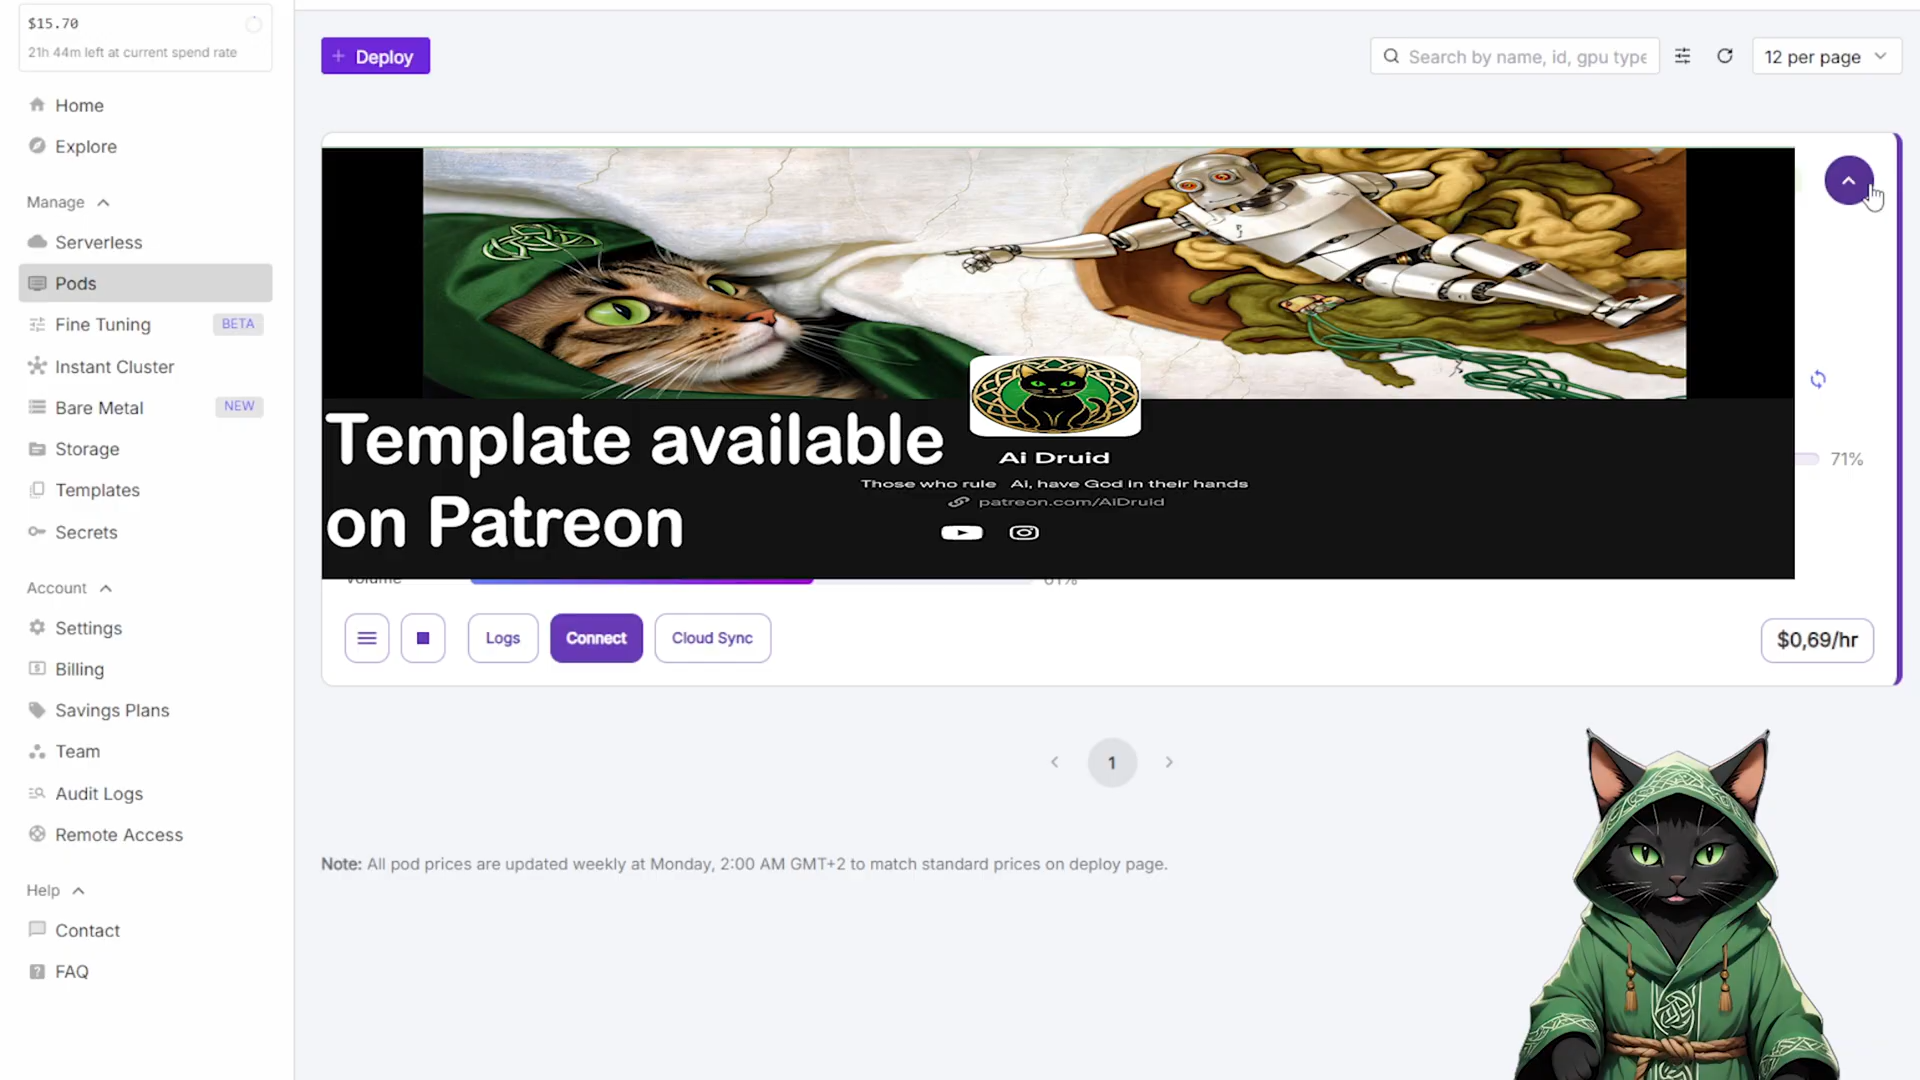 $15.70
21h 44m left at current spend rate
Home
Explore
Manage
Serverless
Pods
Fine Tuning BETA
Instant Cluster
Bare Metal NEW
Storage
Templates
Secrets
Account
Settings
Billing
Savings Plans
Team
Audit Logs
Remote Access
Help
Contact
FAQ
+ Deploy
Search by name, id, gpu type
12 per page
Template available
on Patreon
Ai Druid
Those who rule Ai, have God in their hands
patreon.com/AiDruid
71%
Volume
61%
Logs
Connect
Cloud Sync
$0,69/hr
1
Note: All pod prices are updated weekly at Monday, 2:00 AM GMT+2 to match standard prices on deploy page.